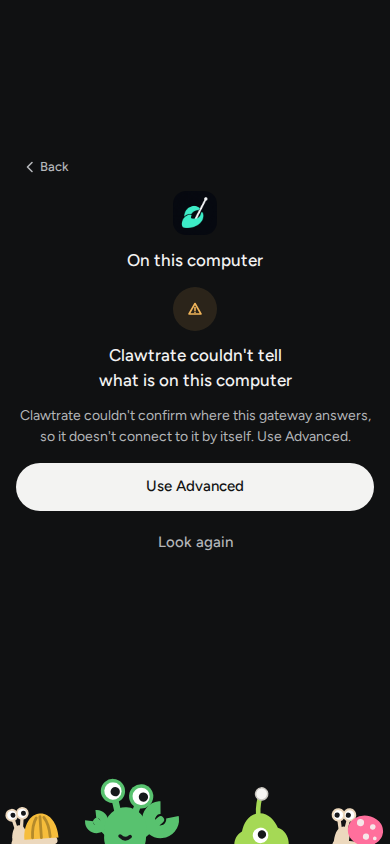 Back
On this computer
Clawtrate couldn't tell
what is on this computer
Clawtrate couldn't confirm where this gateway answers,
so it doesn't connect to it by itself. Use Advanced.
Use Advanced
Look again